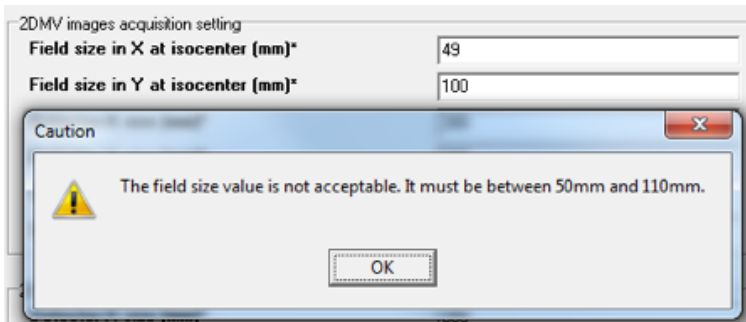 2DMV images acquisition setting
Field size in X at isocenter (mm)* 49
Field size in Y at isocenter (mm)* 100
Caution
The field size value is not acceptable. It must be between 50mm and 110mm.
OK